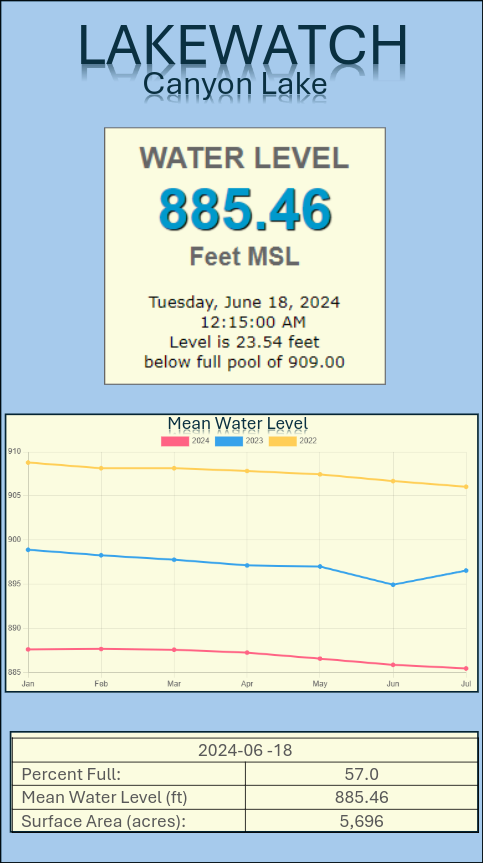 LAKEWATCH
Canyon Lake
WATER LEVEL
885.46
Feet MSL
Tuesday, June 18, 2024
12:15:00 AM
Level is 23.54 feet
below full pool of 909.00
Mean Water Level
2024 2023 2022
910
905
900
895
890
885
Jan Feb Mar Apr May Jun Jul
2024-06 -18
Percent Full: 57.0
Mean Water Level (ft) 885.46
Surface Area (acres): 5,696